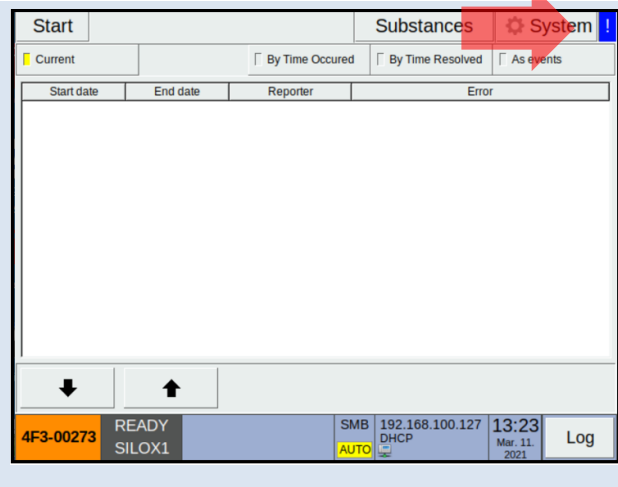 Start Substances System !
Current By Time Occured By Time Resolved As events
Start date End date Reporter Error
4F3-00273
READY
SILOX1
SMB
AUTO
192.168.100.127
DHCP
13:23
Mar. 11.
2021
Log